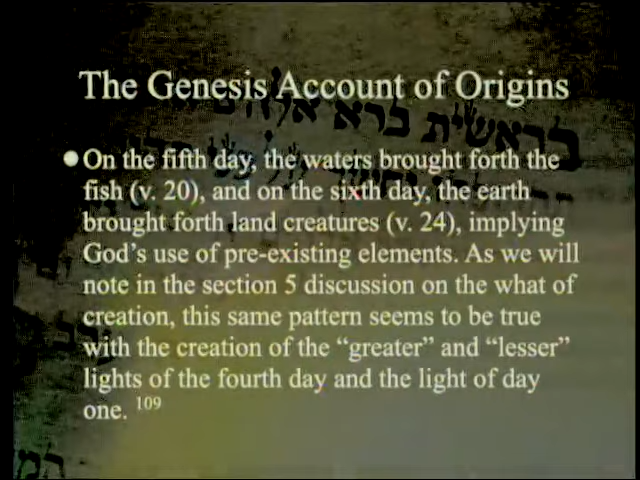 The Genesis Account of Origins
בראשית ברא אלהים
On the fifth day, the waters brought forth the
fish (v. 20), and on the sixth day, the earth
brought forth land creatures (v. 24), implying
God’s use of pre-existing elements. As we will
note in the section 5 discussion on the what of
creation, this same pattern seems to be true
with the creation of the “greater” and “lesser”
lights of the fourth day and the light of day
one. 109